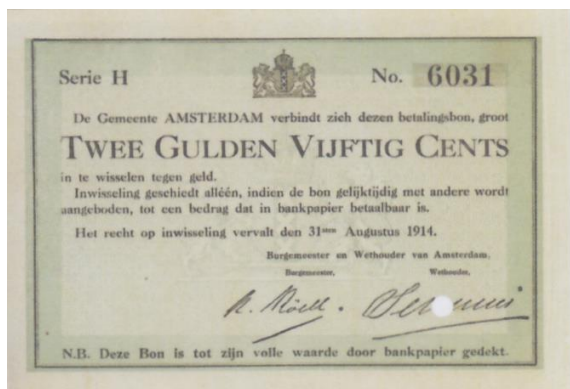 Serie H No. 6031
De Gemeente AMSTERDAM verbindt zich dezen betalingsbon, groot
TWEE GULDEN VIJFTIG CENTS
in te wisselen tegen geld.
Inwisseling geschiedt alléén, indien de bon gelijktijdig met andere wordt
aangeboden, tot een bedrag dat in bankpapier betaalbaar is.
Het recht op inwisseling vervalt den 31sten Augustus 1914.
Burgemeester en Wethouder van Amsterdam,
Burgemeester, Wethouder,
A. Röell.
N.B. Deze Bon is tot zijn volle waarde door bankpapier gedekt.